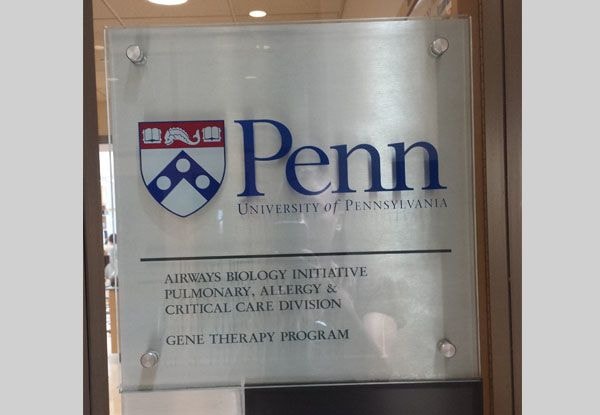 Penn
UNIVERSITY of PENNSYLVANIA
AIRWAYS BIOLOGY INITIATIVE
PULMONARY, ALLERGY &
CRITICAL CARE DIVISION
GENE THERAPY PROGRAM